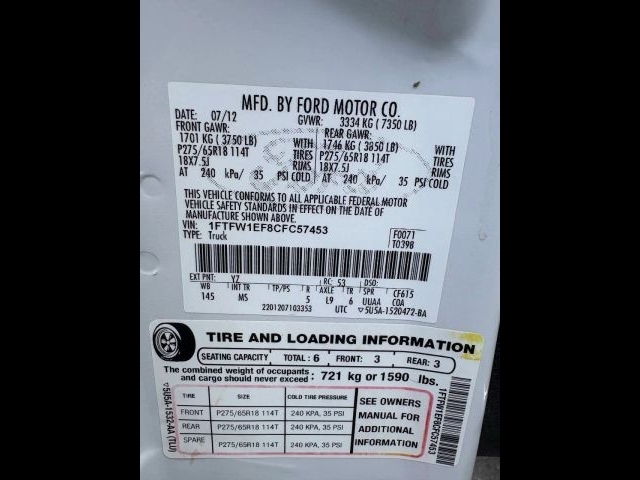 MFD. BY FORD MOTOR CO.
DATE: 07/12 GVWR: 3334 KG ( 7350 LB)
FRONT GAWR: REAR GAWR:
1701 KG ( 3750 LB) WITH 1746 KG ( 3850 LB) WITH
P275/65R18 114T TIRES P275/65R18 114T TIRES
18X7.5J RIMS 18X7.5J RIMS
AT 240 kPa/ 35 PSI COLD AT 240 kPa/ 35 PSI COLD
THIS VEHICLE CONFORMS TO ALL APPLICABLE FEDERAL MOTOR
VEHICLE SAFETY STANDARDS IN EFFECT ON THE DATE OF
MANUFACTURE SHOWN ABOVE.
VIN: 1FTFW1EF8CFC57453 F0071
TYPE: Truck T0398
EXT PNT: YZ RC: 53 DSO:
WB INT TR TP/PS R AXLE TR SPR CF615
145 MS 5 L9 6 UUAA COA
2201207103353 UTC ▽5U5A-1520472-BA
TIRE AND LOADING INFORMATION
SEATING CAPACITY TOTAL : 6 FRONT: 3 REAR: 3
The combined weight of occupants
and cargo should never exceed : 721 kg or 1590 lbs.
TIRE SIZE COLD TIRE PRESSURE
FRONT P275/65R18 114T 240 KPA, 35 PSI
REAR P275/65R18 114T 240 KPA, 35 PSI
SPARE P275/65R18 114T 240 KPA, 35 PSI
SEE OWNERS
MANUAL FOR
ADDITIONAL
INFORMATION
▽5U5A-1532-AA (TLU)
1FTFW1EF8CFC57453